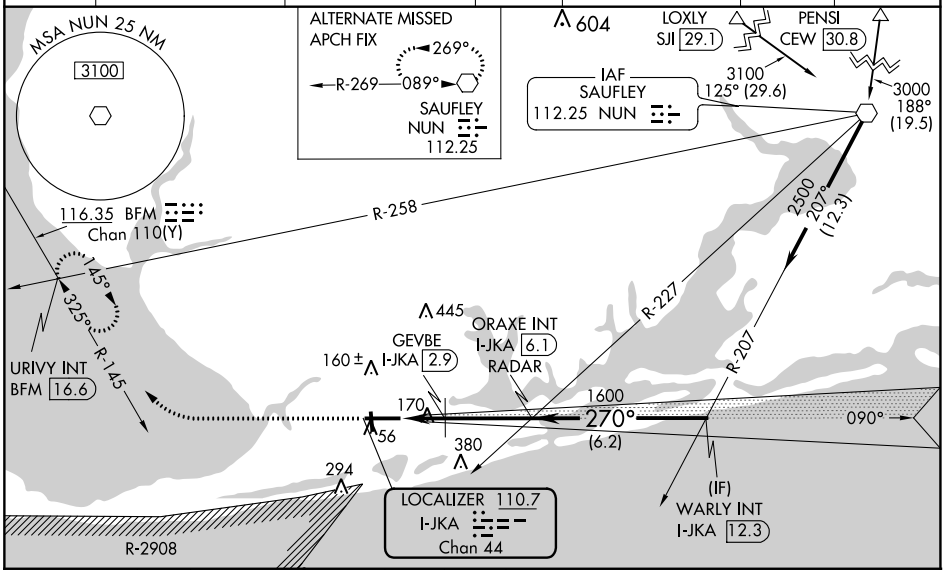 MSA NUN 25 NM
3100
ALTERNATE MISSED
APCH FIX
269°
R-269
089°
SAUFLEY
NUN
112.25
604
LOXLY
SJI 29.1
PENSI
CEW 30.8
3100
125° (29.6)
3000
188°
(19.5)
IAF
SAUFLEY
112.25 NUN
116.35 BFM
Chan 110(Y)
R-258
2500
207°
(12.3)
R-227
R-207
145°
325°
R-145
URIVY INT
BFM 16.6
445
GEVBE
I-JKA 2.9
160 ±
ORAXE INT
I-JKA 6.1
RADAR
170
1600
270°
(6.2)
090°
56
380
294
LOCALIZER 110.7
I-JKA
Chan 44
(IF)
WARLY INT
I-JKA 12.3
R-2908